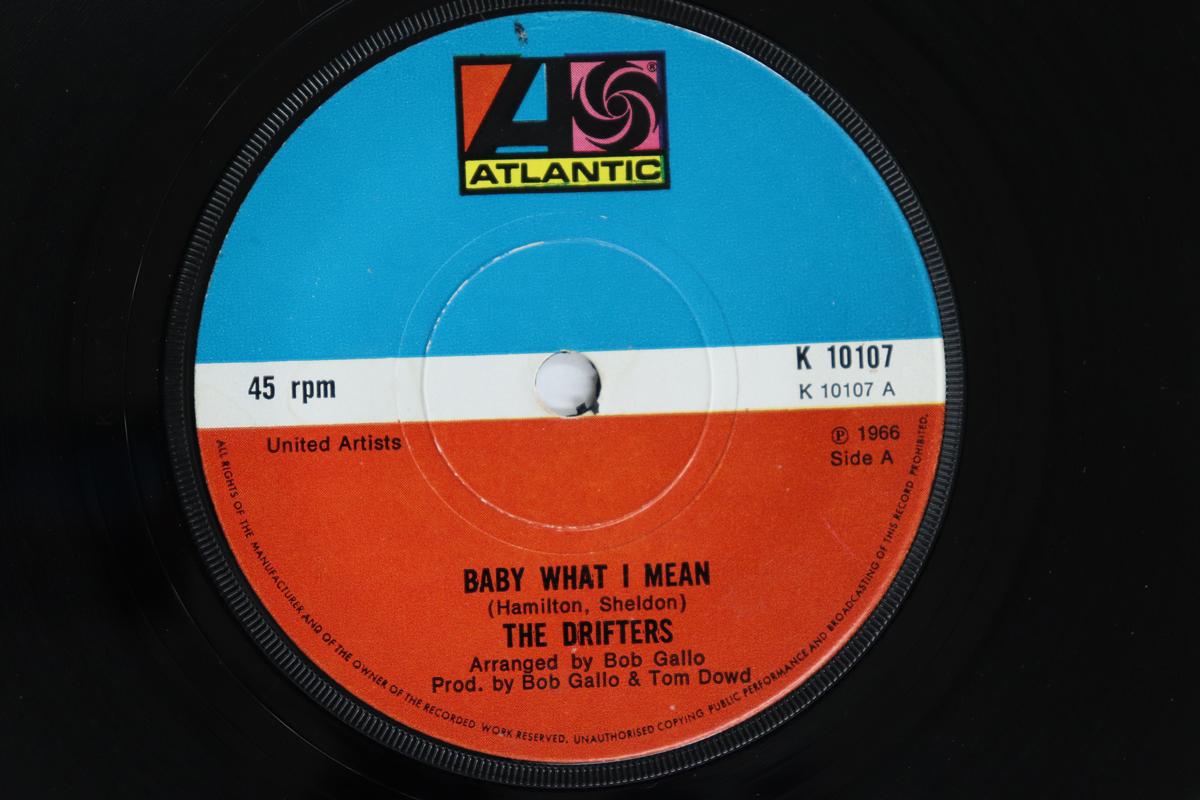 ATLANTIC
®
45 rpm
K 10107
K 10107 A
United Artists
℗ 1966
Side A
BABY WHAT I MEAN
(Hamilton, Sheldon)
THE DRIFTERS
Arranged by Bob Gallo
Prod. by Bob Gallo & Tom Dowd
ALL RIGHTS OF THE MANUFACTURER AND OF THE OWNER OF THE RECORDED WORK RESERVED. UNAUTHORISED COPYING PUBLIC PERFORMANCE AND BROADCASTING OF THIS RECORD PROHIBITED.